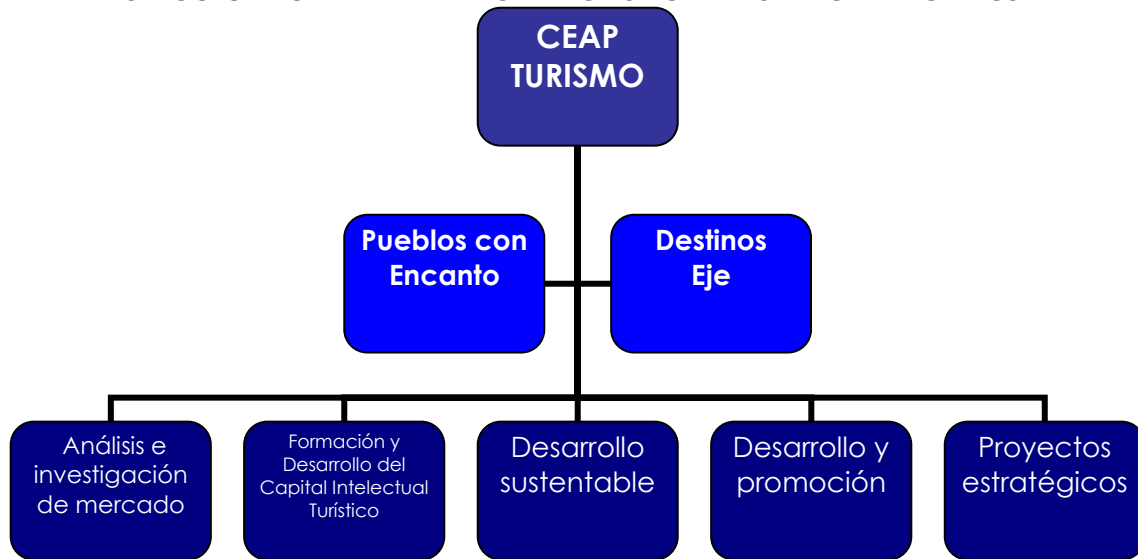 CEAP
TURISMO
Pueblos con
Encanto
Destinos
Eje
Análisis e
investigación
de mercado
Formación y
Desarrollo del
Capital Intelectual
Turístico
Desarrollo
sustentable
Desarrollo y
promoción
Proyectos
estratégicos